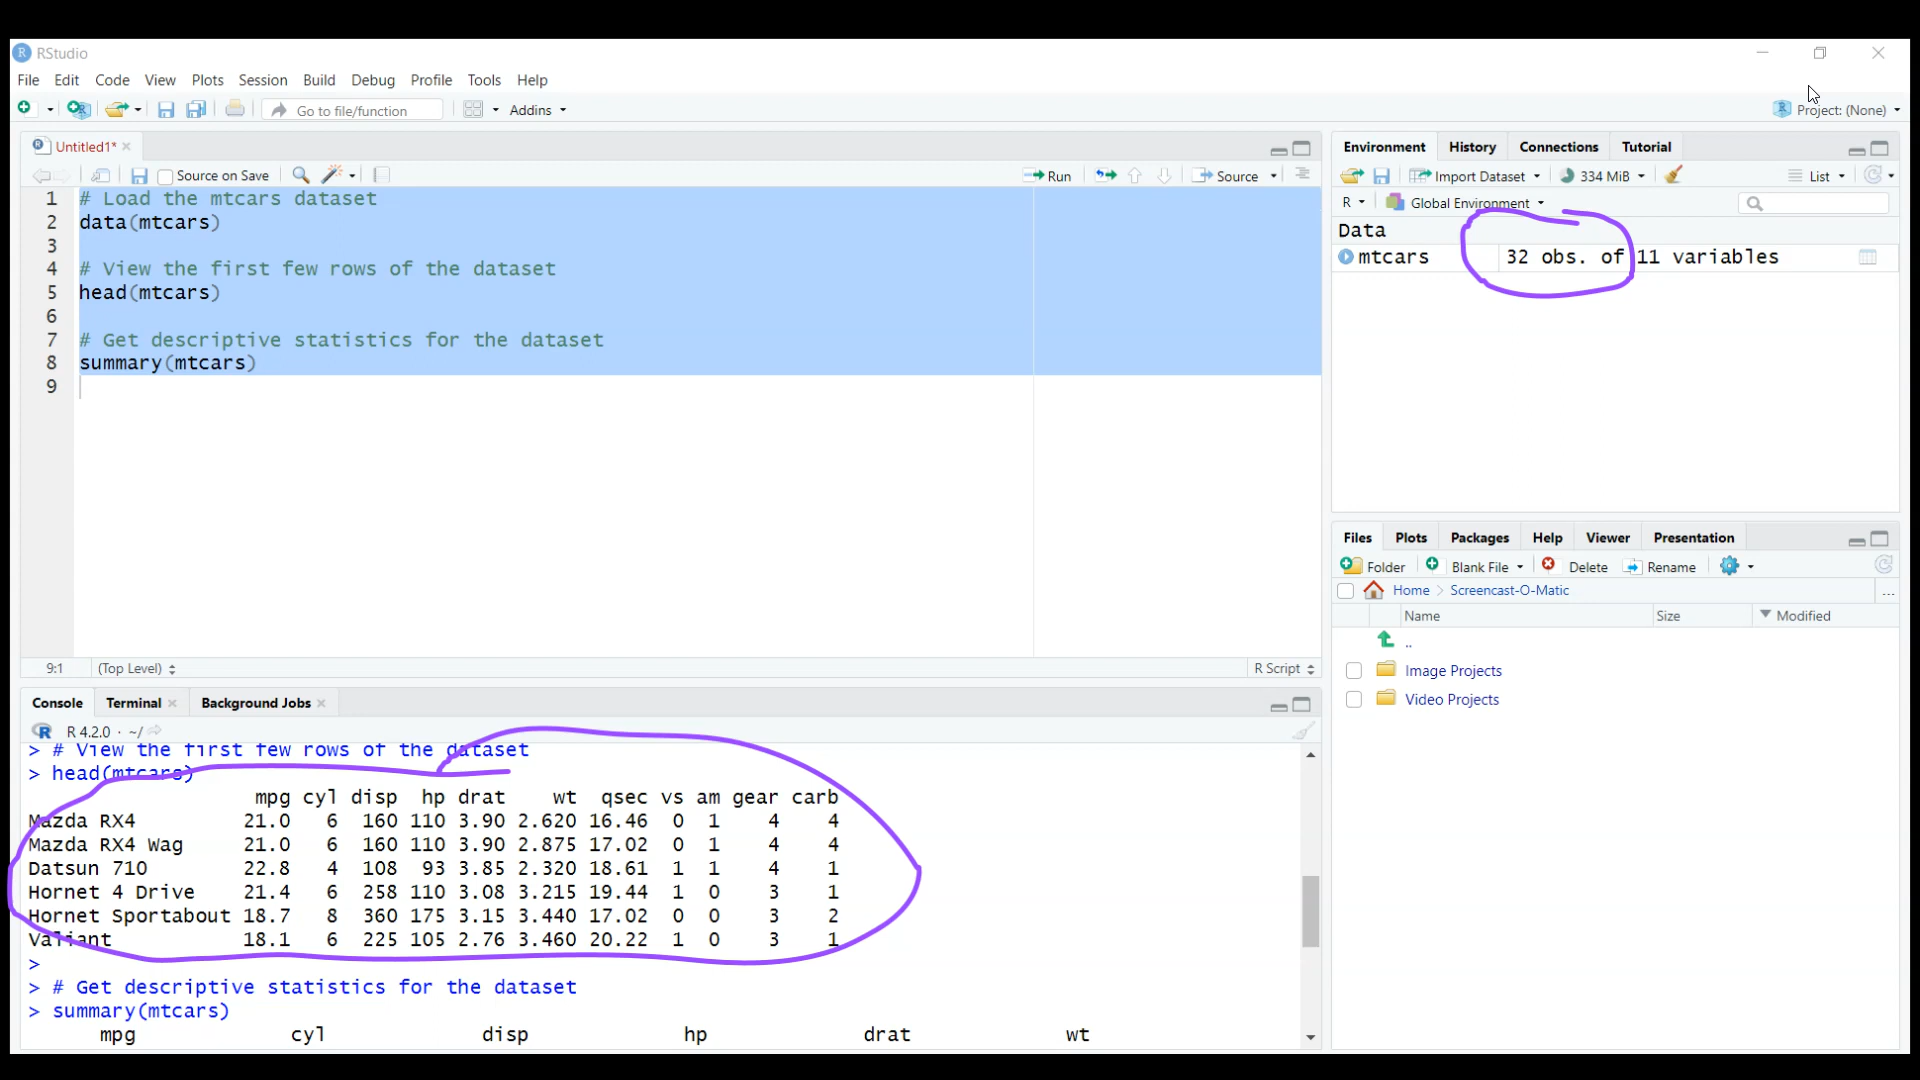 RStudio
File Edit Code View Plots Session Build Debug Profile Tools Help
Go to file/function Addins Project: (None)
Untitled1*
Source on Save Run Source
1 # Load the mtcars dataset
2 data(mtcars)
3
4 # View the first few rows of the dataset
5 head(mtcars)
6
7 # Get descriptive statistics for the dataset
8 summary(mtcars)
9
9:1 (Top Level) R Script
Console Terminal Background Jobs
R 4.2.0 · ~/
> # View the first few rows of the dataset
> head(mtcars)
mpg cyl disp hp drat wt qsec vs am gear carb
Mazda RX4 21.0 6 160 110 3.90 2.620 16.46 0 1 4 4
Mazda RX4 Wag 21.0 6 160 110 3.90 2.875 17.02 0 1 4 4
Datsun 710 22.8 4 108 93 3.85 2.320 18.61 1 1 4 1
Hornet 4 Drive 21.4 6 258 110 3.08 3.215 19.44 1 0 3 1
Hornet Sportabout 18.7 8 360 175 3.15 3.440 17.02 0 0 3 2
Valiant 18.1 6 225 105 2.76 3.460 20.22 1 0 3 1
>
> # Get descriptive statistics for the dataset
> summary(mtcars)
mpg cyl disp hp drat wt
Environment History Connections Tutorial
Import Dataset 334 MiB List
R Global Environment
Data
mtcars 32 obs. of 11 variables
Files Plots Packages Help Viewer Presentation
Folder Blank File Delete Rename
Home > Screencast-O-Matic ...
Name Size Modified
..
Image Projects
Video Projects